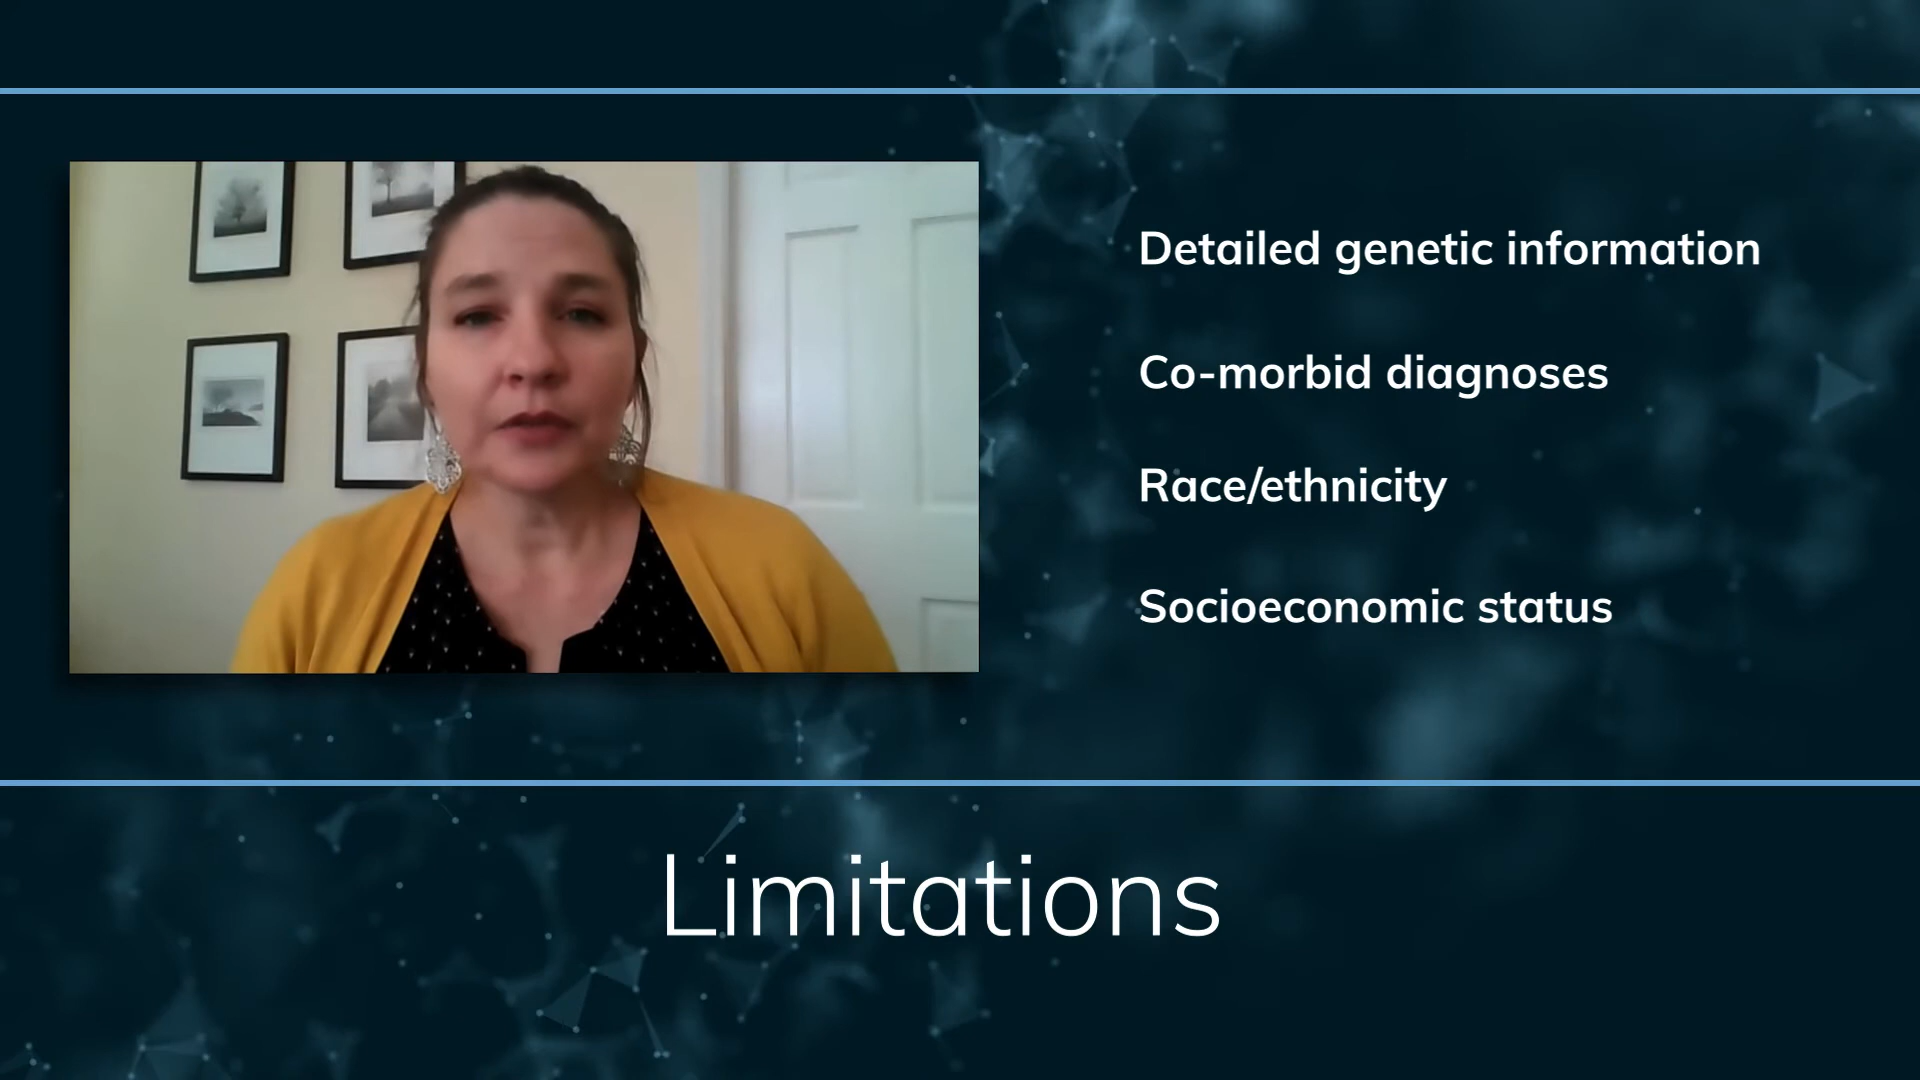 Detailed genetic information
Co-morbid diagnoses
Race/ethnicity
Socioeconomic status
Limitations